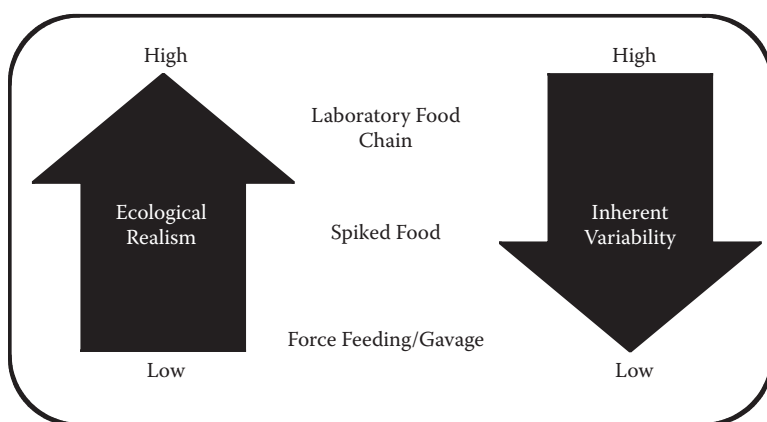 High
Ecological
Realism
Low
Laboratory Food
Chain
Spiked Food
Force Feeding/Gavage
High
Inherent
Variability
Low